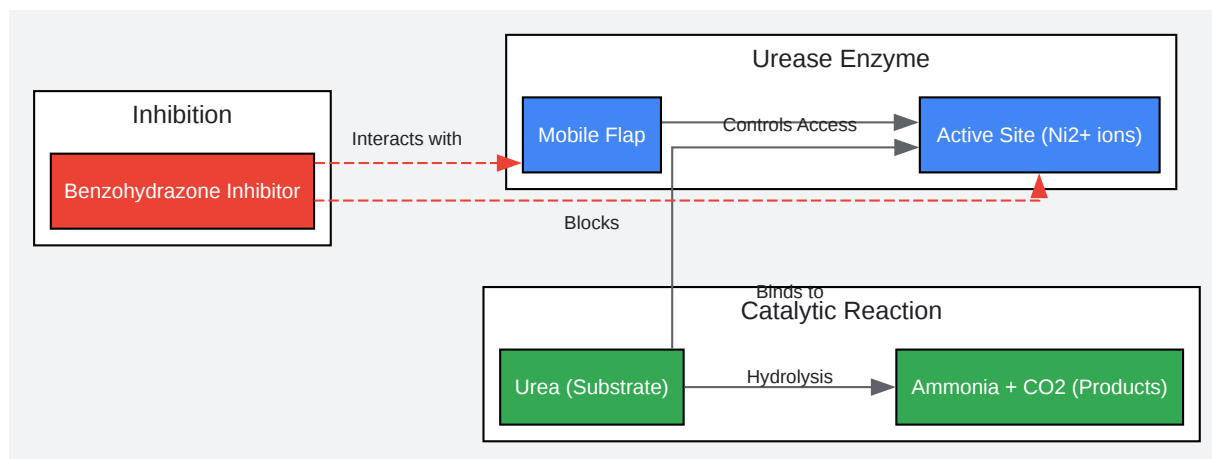 Urease Enzyme
Inhibition
Mobile Flap
Controls Access
Active Site (Ni2+ ions)
Interacts with
Benzohydrazone Inhibitor
Blocks
Binds to
Catalytic Reaction
Urea (Substrate)
Hydrolysis
Ammonia + CO2 (Products)